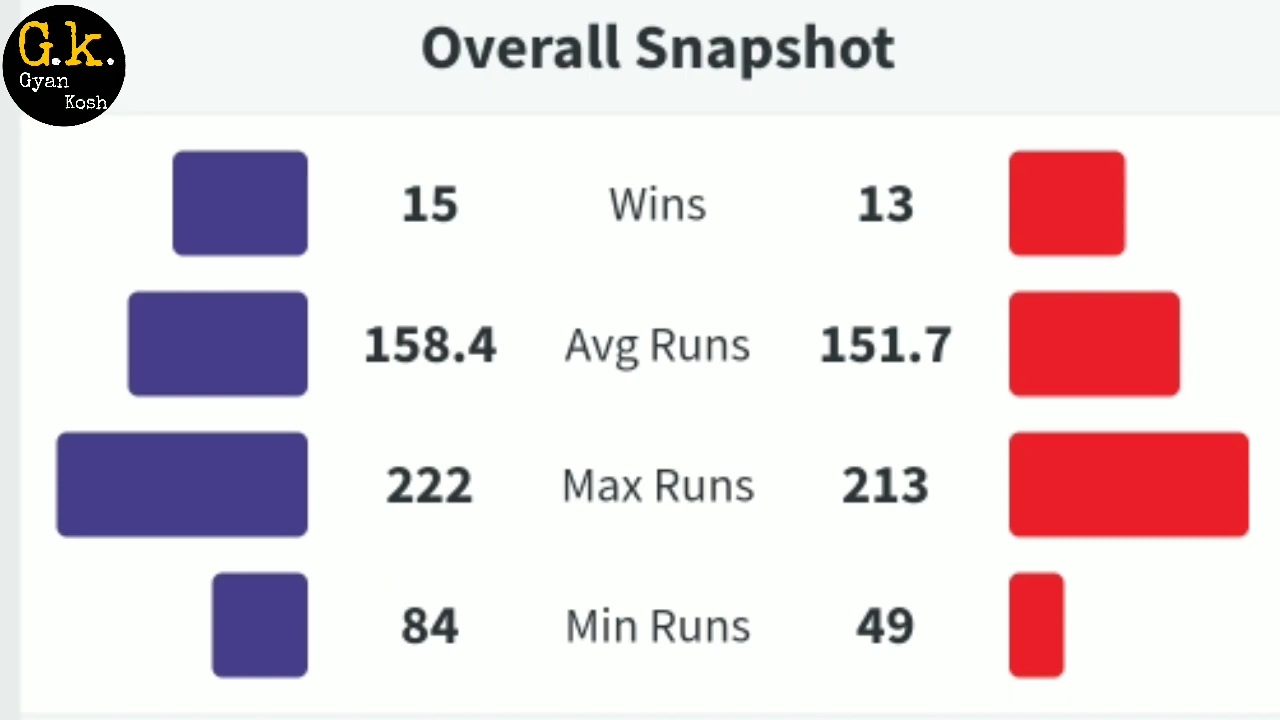 G.k.
Gyan
Kosh
Overall Snapshot
15 Wins 13
158.4 Avg Runs 151.7
222 Max Runs 213
84 Min Runs 49